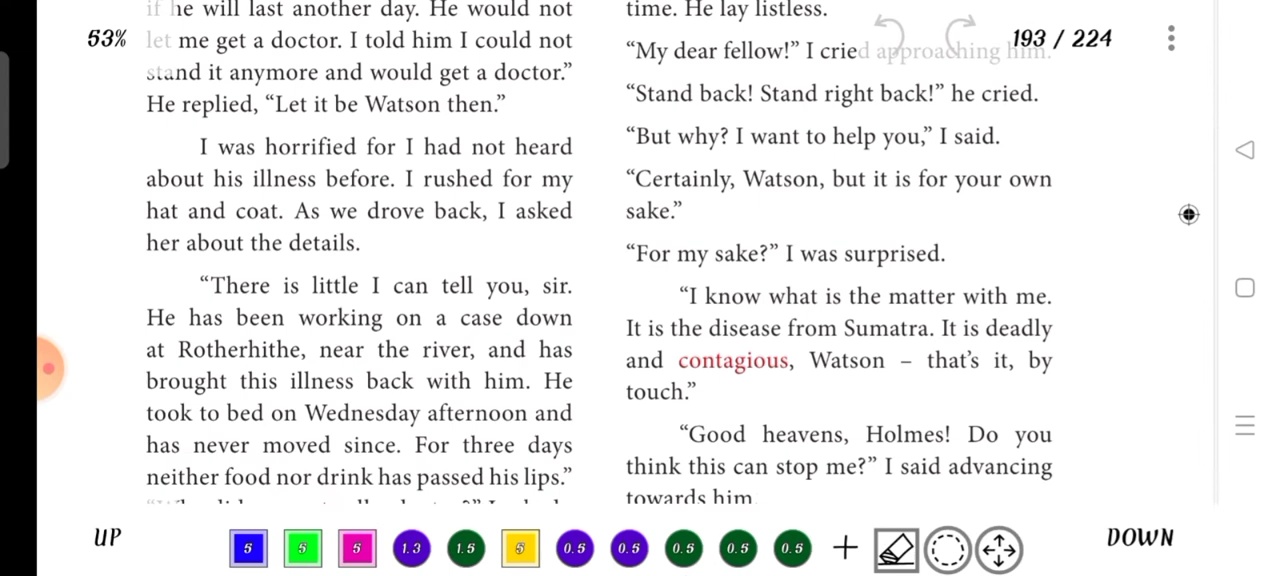 if he will last another day. He would not
let me get a doctor. I told him I could not
stand it anymore and would get a doctor.”
He replied, “Let it be Watson then.”
I was horrified for I had not heard
about his illness before. I rushed for my
hat and coat. As we drove back, I asked
her about the details.
“There is little I can tell you, sir.
He has been working on a case down
at Rotherhithe, near the river, and has
brought this illness back with him. He
took to bed on Wednesday afternoon and
has never moved since. For three days
neither food nor drink has passed his lips.”
time. He lay listless.
“My dear fellow!” I cried approaching him.
“Stand back! Stand right back!” he cried.
“But why? I want to help you,” I said.
“Certainly, Watson, but it is for your own
sake.”
“For my sake?” I was surprised.
“I know what is the matter with me.
It is the disease from Sumatra. It is deadly
and contagious, Watson – that’s it, by
touch.”
“Good heavens, Holmes! Do you
think this can stop me?” I said advancing
towards him
53%
193 / 224
UP
5
5
5
1.3
1.5
5
0.5
0.5
0.5
0.5
0.5
DOWN